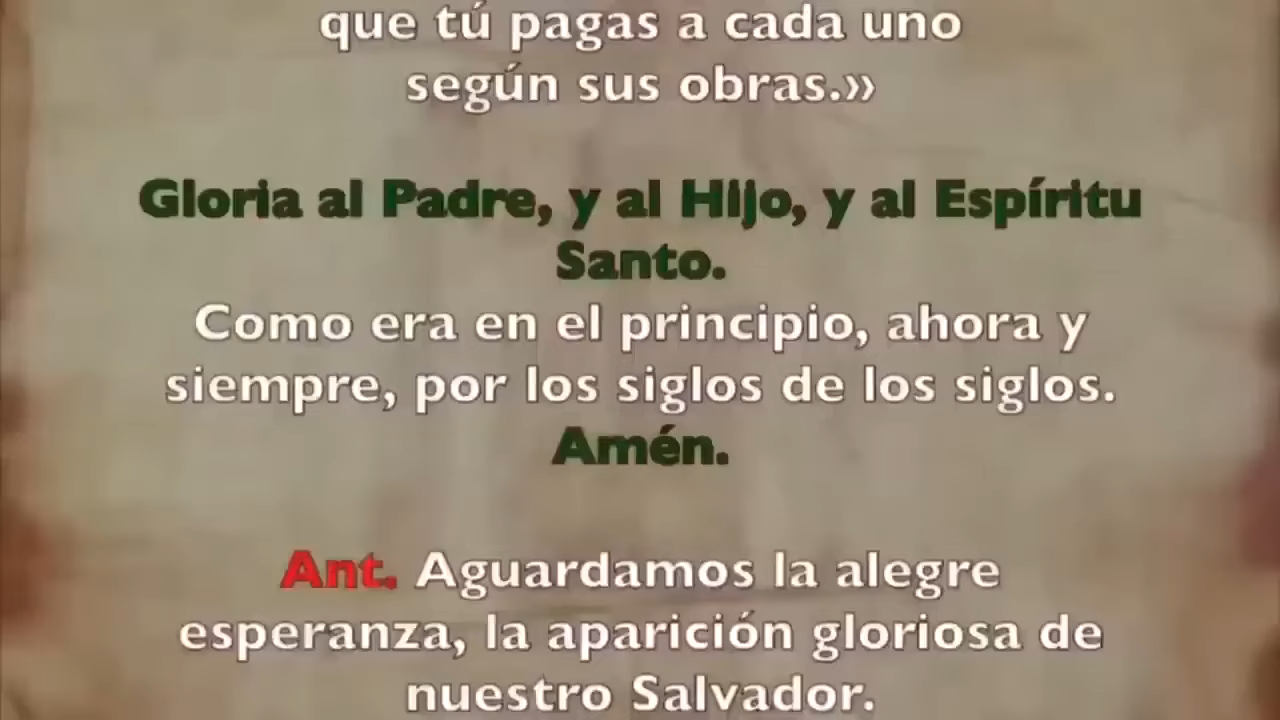 que tú pagas a cada uno
según sus obras.»
Gloria al Padre, y al Hijo, y al Espíritu
Santo.
Como era en el principio, ahora y
siempre, por los siglos de los siglos.
Amén.
Ant. Aguardamos la alegre
esperanza, la aparición gloriosa de
nuestro Salvador.